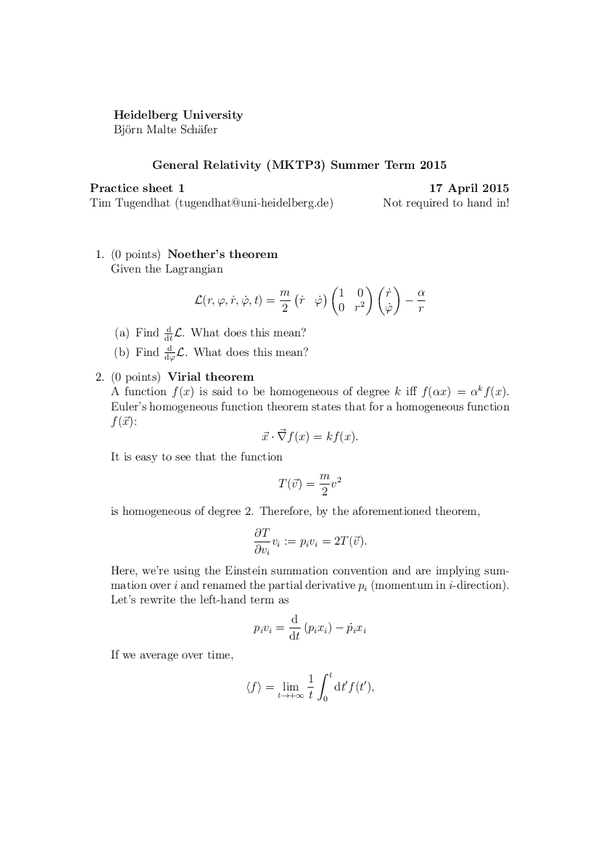 Heidelberg University
Björn Malte Schäfer
General Relativity (MKTP3) Summer Term 2015
Practice sheet 1 17 April 2015
Tim Tugendhat (tugendhat@uni-heidelberg.de) Not required to hand in!
1. (0 points) Noether's theorem
Given the Lagrangian
$\mathcal{L}(r, \varphi, \dot{r}, \dot{\varphi}, t) = \frac{m}{2} \begin{pmatrix} \dot{r} & \dot{\varphi} \end{pmatrix} \begin{pmatrix} 1 & 0 \\ 0 & r^2 \end{pmatrix} \begin{pmatrix} \dot{r} \\ \dot{\varphi} \end{pmatrix} - \frac{\alpha}{r}$
(a) Find $\frac{\mathrm{d}}{\mathrm{d}t}\mathcal{L}$. What does this mean?
(b) Find $\frac{\mathrm{d}}{\mathrm{d}\varphi}\mathcal{L}$. What does this mean?
2. (0 points) Virial theorem
A function $f(x)$ is said to be homogeneous of degree $k$ iff $f(\alpha x) = \alpha^k f(x)$.
Euler's homogeneous function theorem states that for a homogeneous function
$f(\vec{x})$:
$\vec{x} \cdot \vec{\nabla} f(x) = k f(x).$
It is easy to see that the function
$T(\vec{v}) = \frac{m}{2} v^2$
is homogeneous of degree 2. Therefore, by the aforementioned theorem,
$\frac{\partial T}{\partial v_i} v_i := p_i v_i = 2T(\vec{v}).$
Here, we're using the Einstein summation convention and are implying sum-
mation over $i$ and renamed the partial derivative $p_i$ (momentum in $i$-direction).
Let's rewrite the left-hand term as
$p_i v_i = \frac{\mathrm{d}}{\mathrm{d}t} (p_i x_i) - \dot{p}_i x_i$
If we average over time,
$\langle f \rangle = \lim_{t \to +\infty} \frac{1}{t} \int_0^t \mathrm{d}t' f(t'),$